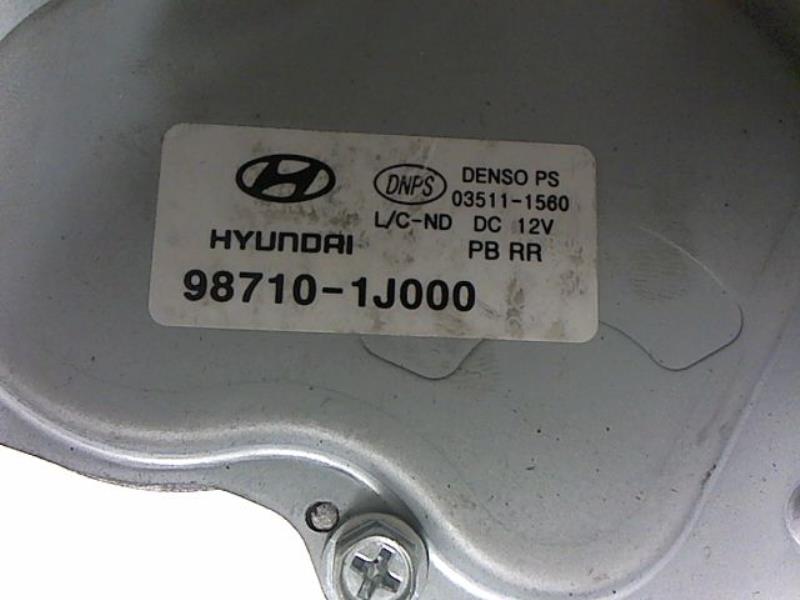 HYUNDAI
98710-1J000
DNPS
DENSO PS
03511-1560
L/C-ND DC 12V
PB RR